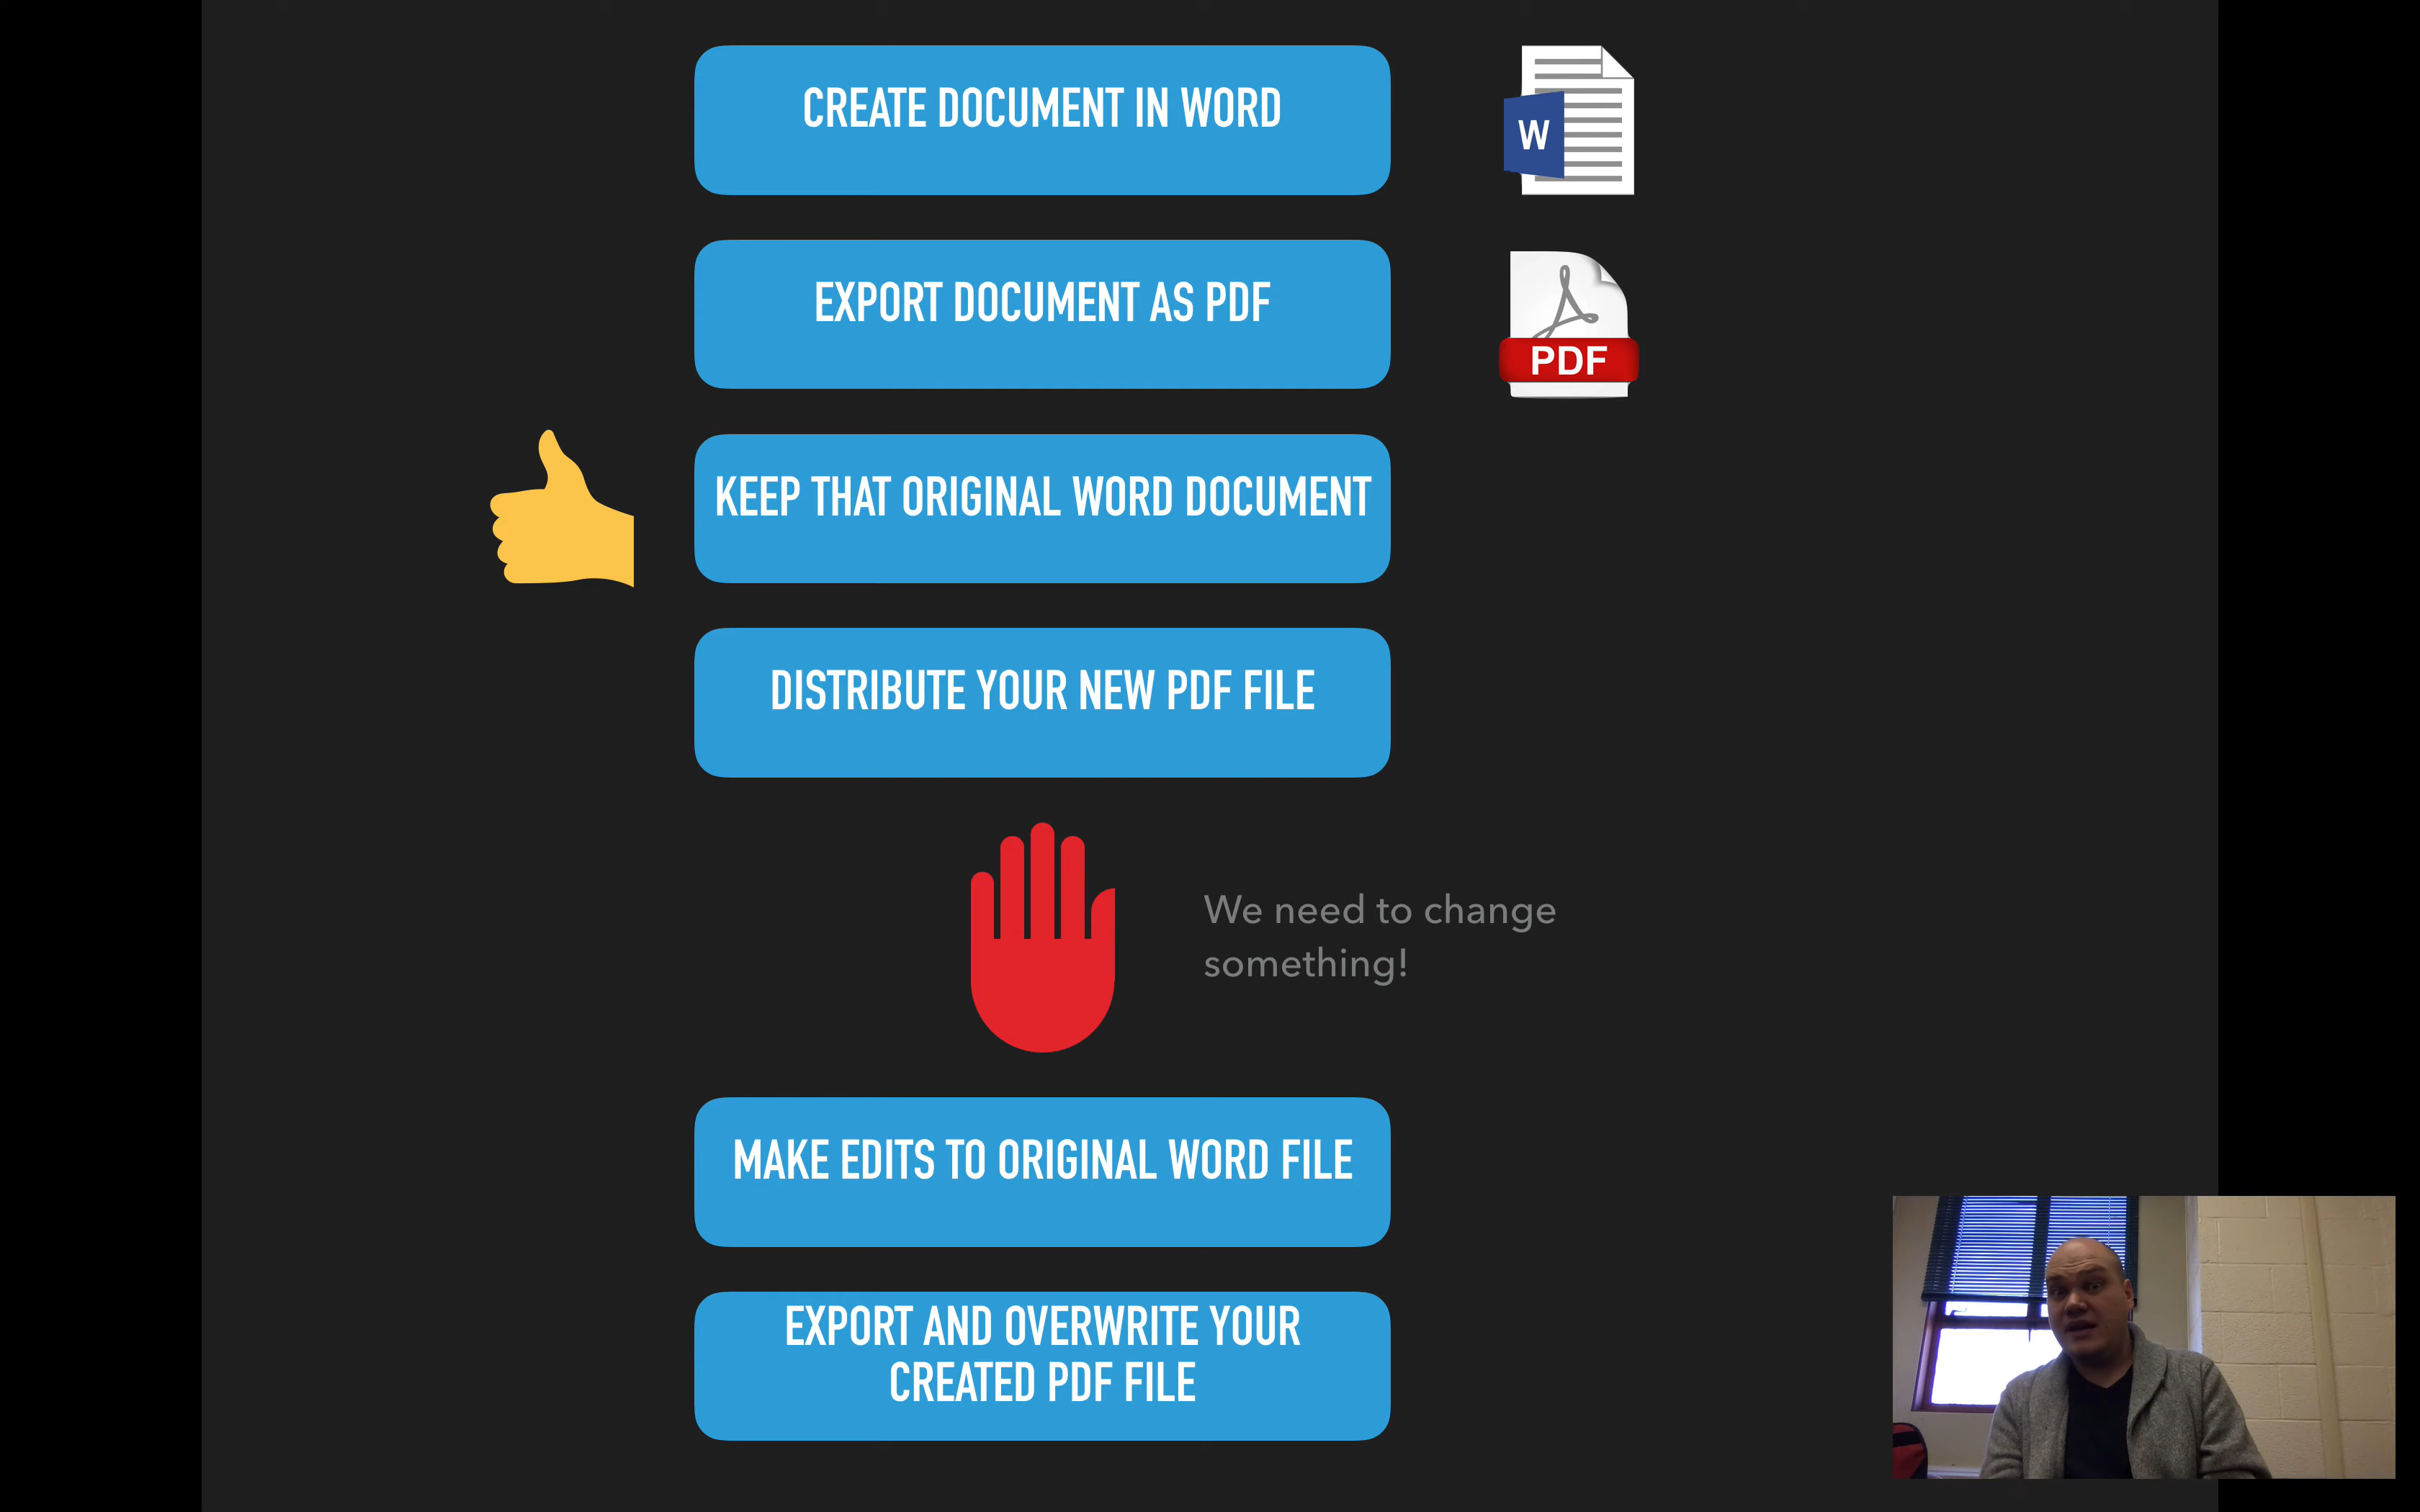 CREATE DOCUMENT IN WORD
W
EXPORT DOCUMENT AS PDF
PDF
KEEP THAT ORIGINAL WORD DOCUMENT
DISTRIBUTE YOUR NEW PDF FILE
We need to change
something!
MAKE EDITS TO ORIGINAL WORD FILE
EXPORT AND OVERWRITE YOUR
CREATED PDF FILE